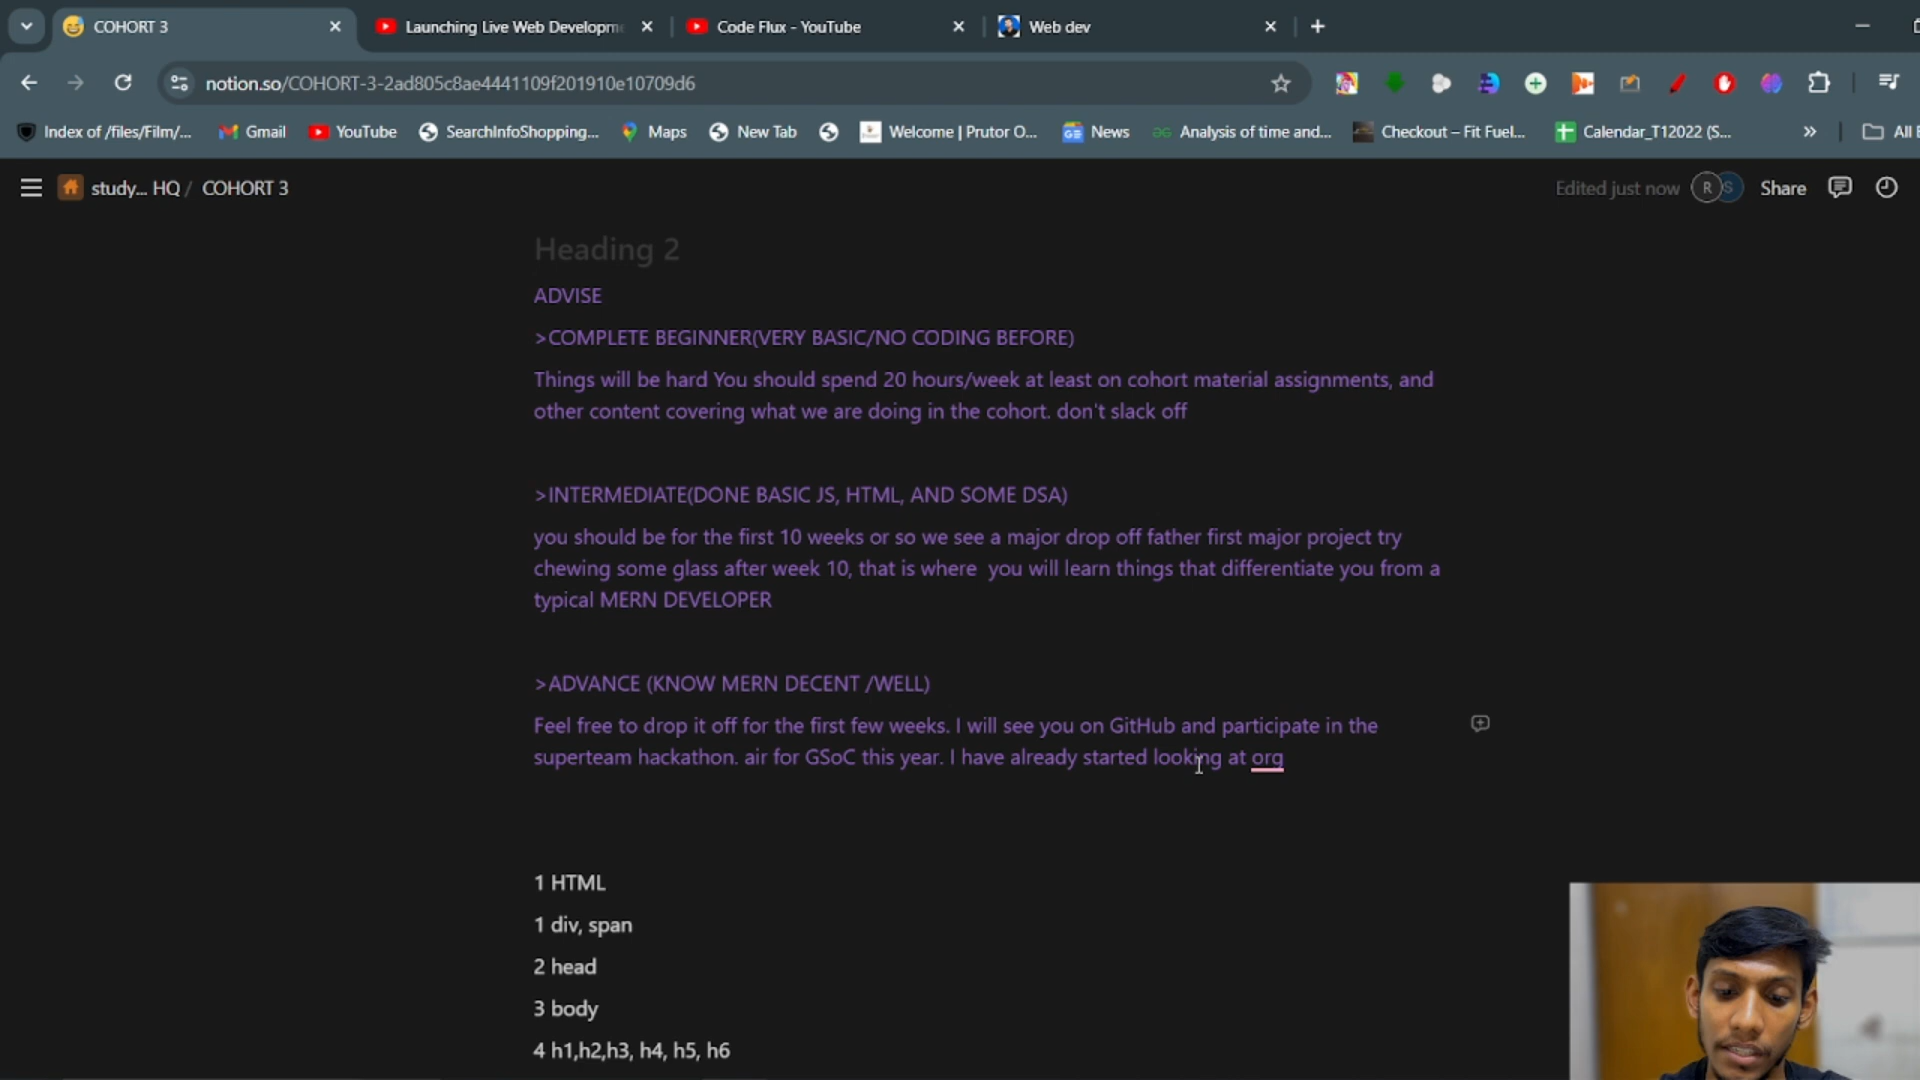 COHORT 3
Launching Live Web Developm
Code Flux - YouTube
Web dev
notion.so/COHORT-3-2ad805c8ae4441109f201910e10709d6
Index of /files/Film/...
Gmail
YouTube
SearchInfoShopping...
Maps
New Tab
Welcome | Prutor O...
News
Analysis of time and...
Checkout – Fit Fuel...
Calendar_T12022 (S...
»
All
study... HQ / COHORT 3
Edited just now
R
S
Share
Heading 2
ADVISE
>COMPLETE BEGINNER(VERY BASIC/NO CODING BEFORE)
Things will be hard You should spend 20 hours/week at least on cohort material assignments, and
other content covering what we are doing in the cohort. don't slack off
>INTERMEDIATE(DONE BASIC JS, HTML, AND SOME DSA)
you should be for the first 10 weeks or so we see a major drop off father first major project try
chewing some glass after week 10, that is where you will learn things that differentiate you from a
typical MERN DEVELOPER
>ADVANCE (KNOW MERN DECENT /WELL)
Feel free to drop it off for the first few weeks. I will see you on GitHub and participate in the
superteam hackathon. air for GSoC this year. I have already started looking at org
1 HTML
1 div, span
2 head
3 body
4 h1,h2,h3, h4, h5, h6